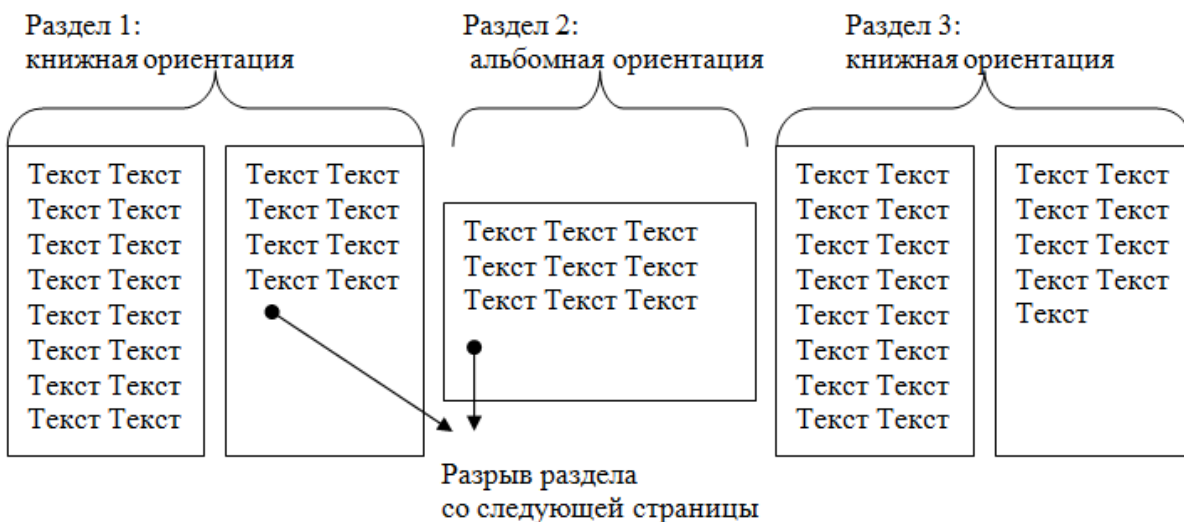 Раздел 1:
книжная ориентация
Раздел 2:
альбомная ориентация
Раздел 3:
книжная ориентация
Текст Текст
Текст Текст
Текст Текст
Текст Текст
Текст Текст
Текст Текст
Текст Текст
Текст Текст
Текст Текст
Текст Текст
Текст Текст
Текст Текст
Текст Текст Текст
Текст Текст Текст
Текст Текст Текст
Текст Текст
Текст Текст
Текст Текст
Текст Текст
Текст Текст
Текст Текст
Текст Текст
Текст Текст
Текст Текст
Текст Текст
Текст Текст
Текст Текст
Текст
Разрыв раздела
со следующей страницы